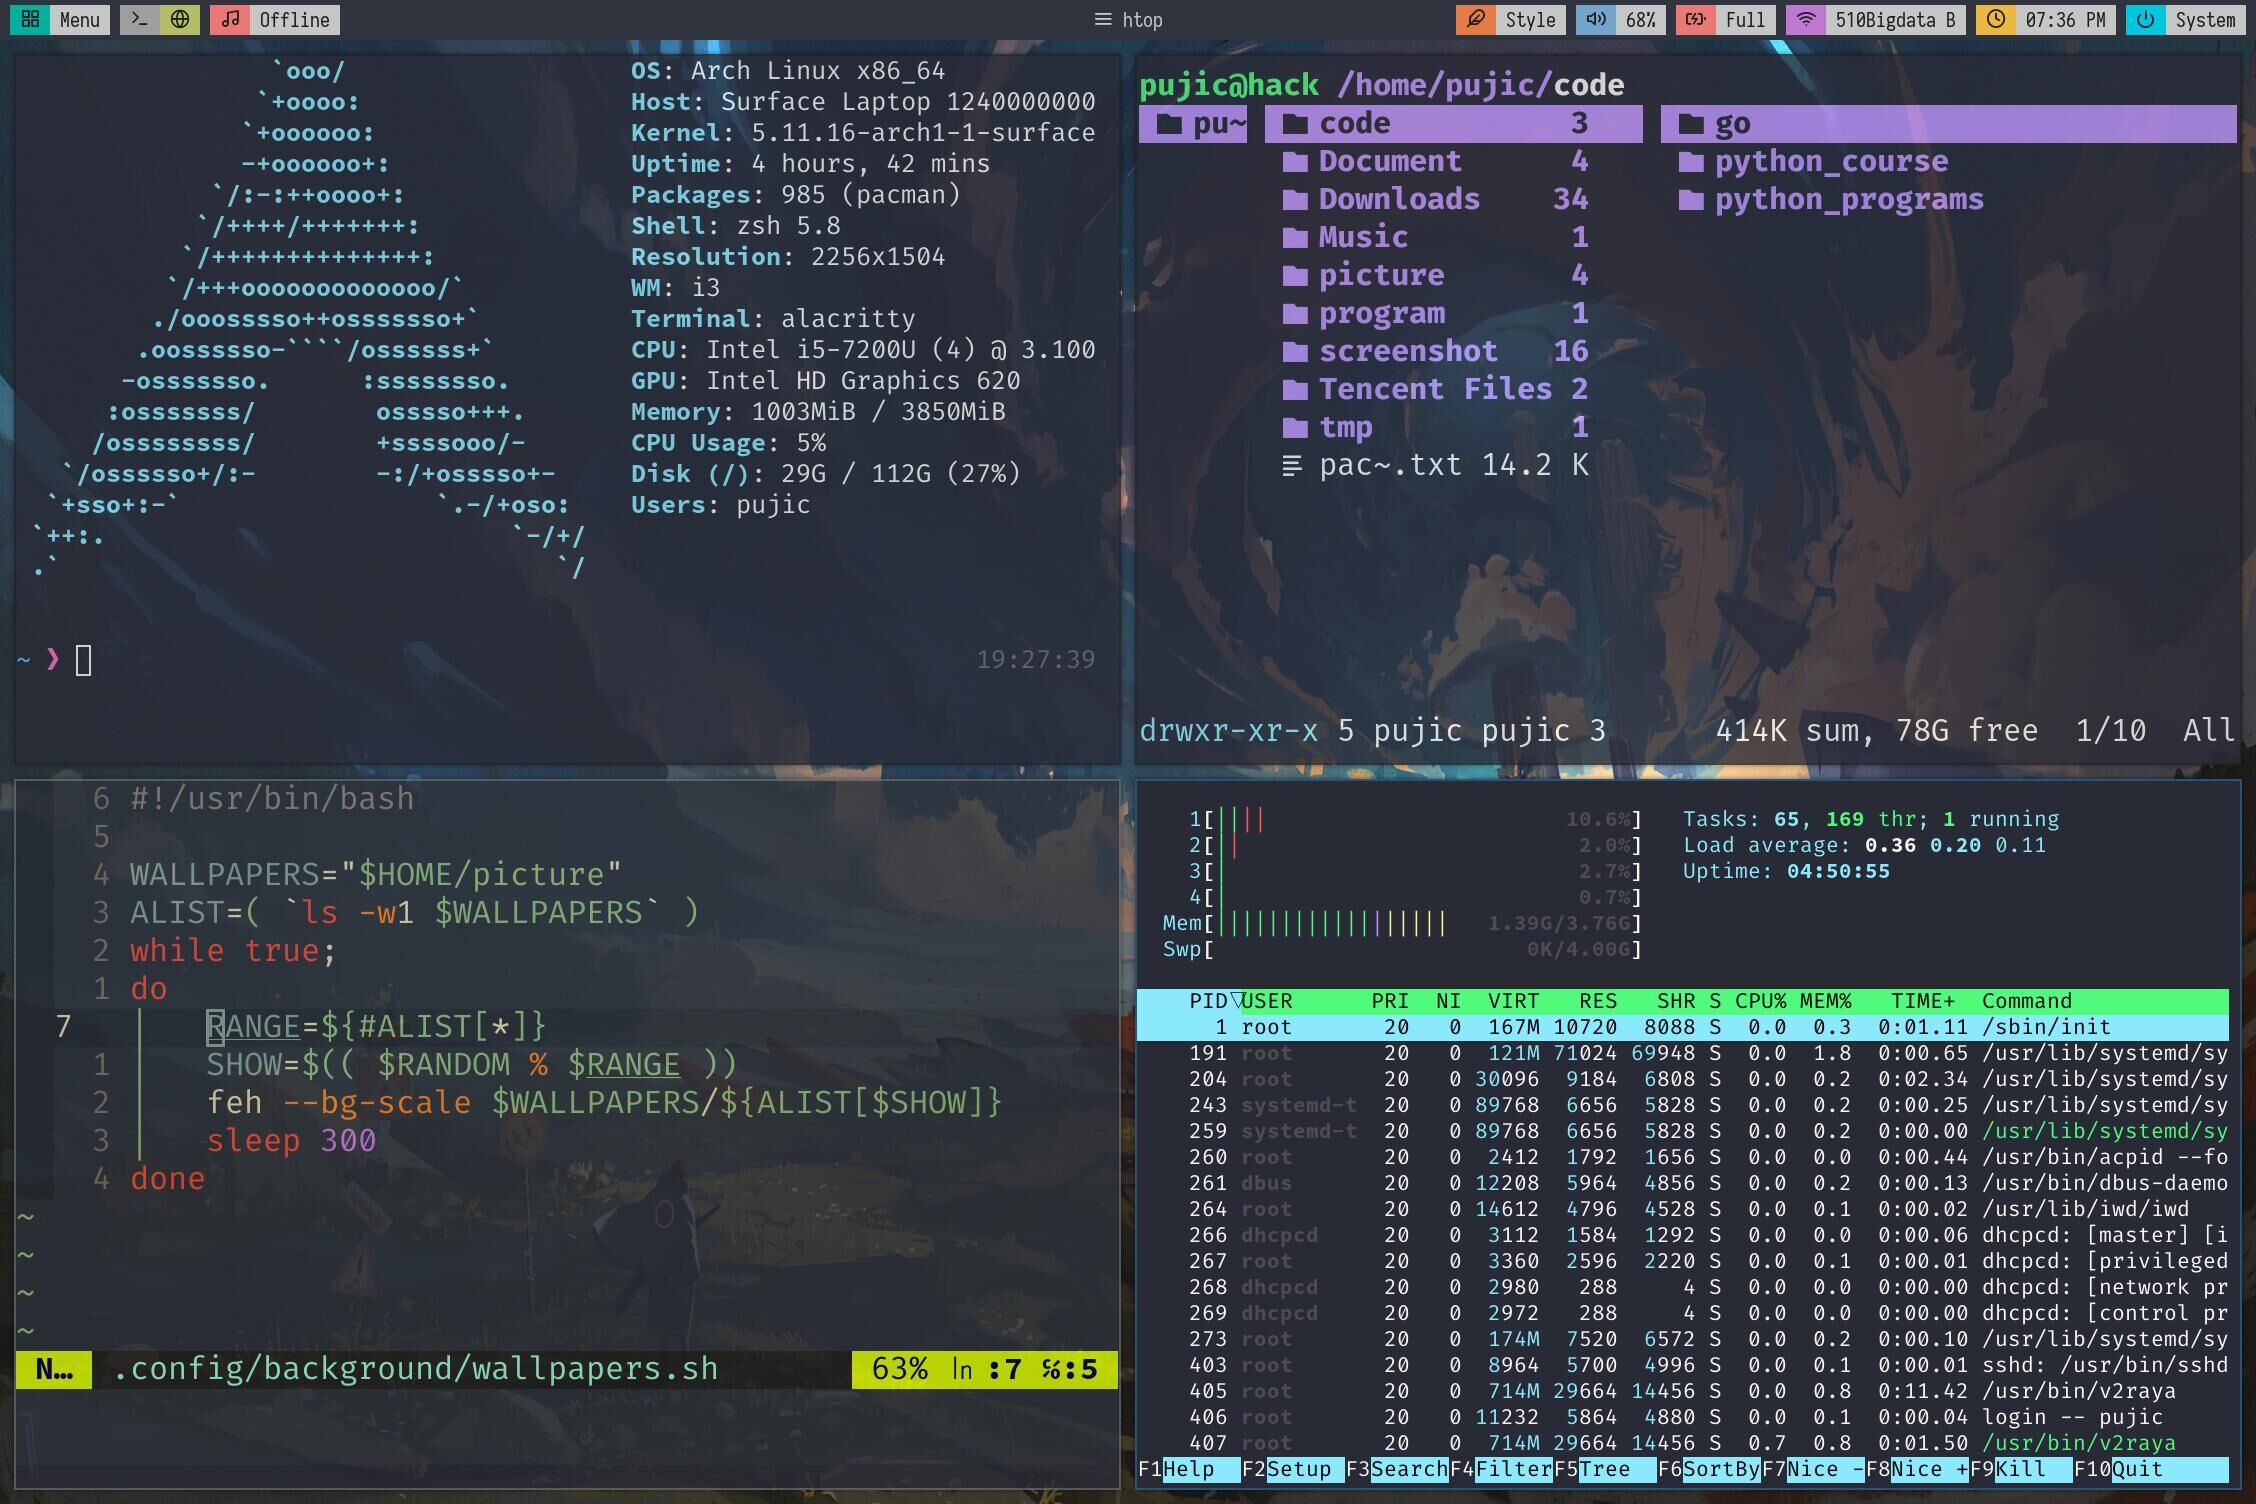 Menu
Offline
htop
Style
68%
Full
510Bigdata B
07:36 PM
System
`ooo/
`+oooo:
`+oooooo:
-+oooooo+:
`/:-:++oooo+:
`/++++/+++++++:
`/++++++++++++++:
`/+++ooooooooooooo/`
./ooosssso++osssssso+`
.oossssso-````/ossssss+`
-osssssso.      :ssssssso.
:osssssss/        osssso+++.
/ossssssss/        +ssssooo/-
`/ossssso+/:-        -:/+osssso+-
`+sso+:-`                 `.-/+oso:
`++:.                           `-/+/
.`                                 `/
OS: Arch Linux x86_64
Host: Surface Laptop 1240000000
Kernel: 5.11.16-arch1-1-surface
Uptime: 4 hours, 42 mins
Packages: 985 (pacman)
Shell: zsh 5.8
Resolution: 2256x1504
WM: i3
Terminal: alacritty
CPU: Intel i5-7200U (4) @ 3.100
GPU: Intel HD Graphics 620
Memory: 1003MiB / 3850MiB
CPU Usage: 5%
Disk (/): 29G / 112G (27%)
Users: pujic
~ ❯ 19:27:39
pujic@hack /home/pujic/code
pu~ code 3 go
Document 4 python_course
Downloads 34 python_programs
Music 1
picture 4
program 1
screenshot 16
Tencent Files 2
tmp 1
pac~.txt 14.2 K
drwxr-xr-x 5 pujic pujic 3 414K sum, 78G free 1/10 All
6 #!/usr/bin/bash
5
4 WALLPAPERS="$HOME/picture"
3 ALIST=( `ls -w1 $WALLPAPERS` )
2 while true;
1 do
7 RANGE=${#ALIST[*]}
1 SHOW=$(( $RANDOM % $RANGE ))
2 feh --bg-scale $WALLPAPERS/${ALIST[$SHOW]}
3 sleep 300
4 done
~
~
~
~
N… .config/background/wallpapers.sh 63% ln :7 ℅:5
1[|||| 10.6%]
2[|| 2.0%]
3[| 2.7%]
4[| 0.7%]
Mem[|||||||||||||||||| 1.39G/3.76G]
Swp[ 0K/4.00G]
Tasks: 65, 169 thr; 1 running
Load average: 0.36 0.20 0.11
Uptime: 04:50:55
PID▽USER PRI NI VIRT RES SHR S CPU% MEM% TIME+ Command
1 root 20 0 167M 10720 8088 S 0.0 0.3 0:01.11 /sbin/init
191 root 20 0 121M 71024 69948 S 0.0 1.8 0:00.65 /usr/lib/systemd/sy
204 root 20 0 30096 9184 6808 S 0.0 0.2 0:02.34 /usr/lib/systemd/sy
243 systemd-t 20 0 89768 6656 5828 S 0.0 0.2 0:00.25 /usr/lib/systemd/sy
259 systemd-t 20 0 89768 6656 5828 S 0.0 0.2 0:00.00 /usr/lib/systemd/sy
260 root 20 0 2412 1792 1656 S 0.0 0.0 0:00.44 /usr/bin/acpid --fo
261 dbus 20 0 12208 5964 4856 S 0.0 0.2 0:00.13 /usr/bin/dbus-daemo
264 root 20 0 14612 4796 4528 S 0.0 0.1 0:00.02 /usr/lib/iwd/iwd
266 dhcpcd 20 0 3112 1584 1292 S 0.0 0.0 0:00.06 dhcpcd: [master] [i
267 root 20 0 3360 2596 2220 S 0.0 0.1 0:00.01 dhcpcd: [privileged
268 dhcpcd 20 0 2980 288 4 S 0.0 0.0 0:00.00 dhcpcd: [network pr
269 dhcpcd 20 0 2972 288 4 S 0.0 0.0 0:00.00 dhcpcd: [control pr
273 root 20 0 174M 7520 6572 S 0.0 0.2 0:00.10 /usr/lib/systemd/sy
403 root 20 0 8964 5700 4996 S 0.0 0.1 0:00.01 sshd: /usr/bin/sshd
405 root 20 0 714M 29664 14456 S 0.0 0.8 0:11.42 /usr/bin/v2raya
406 root 20 0 11232 5864 4880 S 0.0 0.1 0:00.04 login -- pujic
407 root 20 0 714M 29664 14456 S 0.7 0.8 0:01.50 /usr/bin/v2raya
F1Help F2Setup F3SearchF4FilterF5Tree F6SortByF7Nice -F8Nice +F9Kill F10Quit